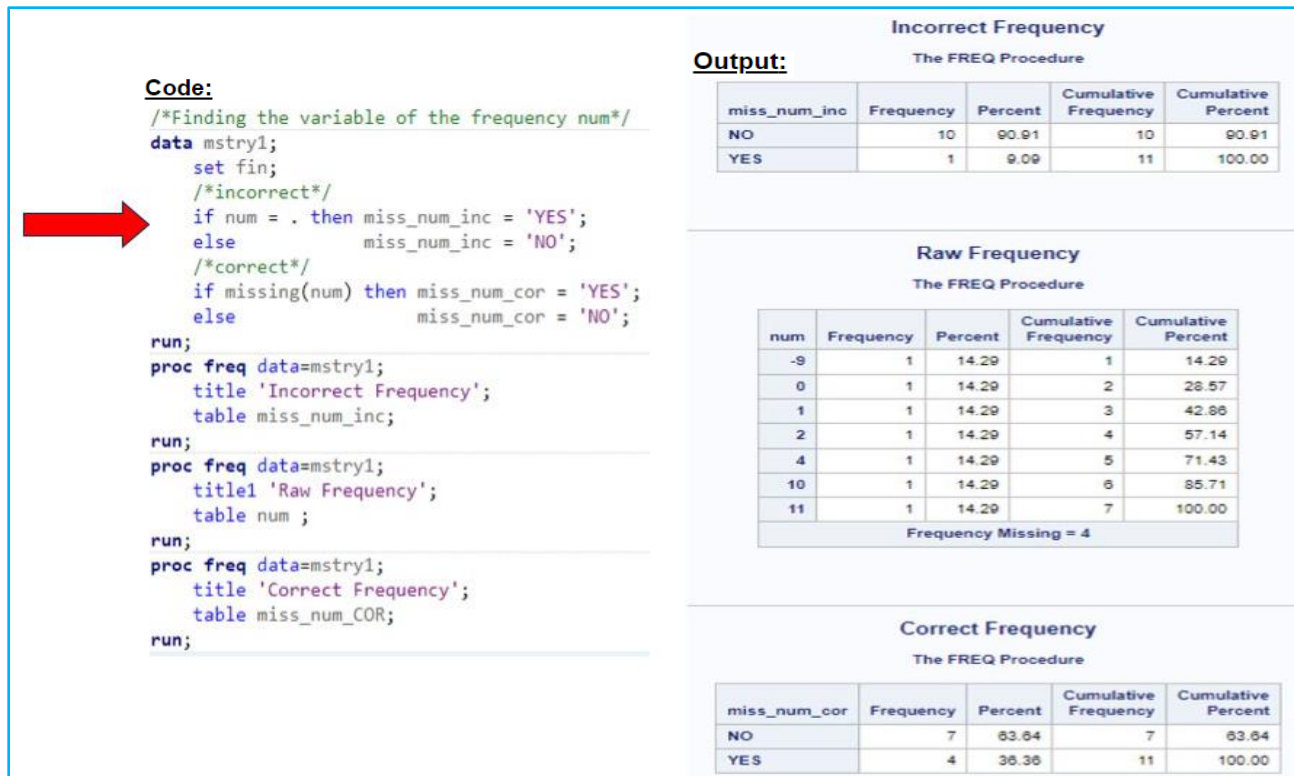 Code:
/*Finding the variable of the frequency num*/
data mstry1;
set fin;
/*incorrect*/
if num = . then miss_num_inc = 'YES';
else miss_num_inc = 'NO';
/*correct*/
if missing(num) then miss_num_cor = 'YES';
else miss_num_cor = 'NO';
run;
proc freq data=mstry1;
title 'Incorrect Frequency';
table miss_num_inc;
run;
proc freq data=mstry1;
title1 'Raw Frequency';
table num ;
run;
proc freq data=mstry1;
title 'Correct Frequency';
table miss_num_COR;
run;
Output:
Incorrect Frequency
The FREQ Procedure
miss_num_inc Frequency Percent Cumulative Frequency Cumulative Percent
NO 10 90.91 10 90.91
YES 1 9.09 11 100.00
Raw Frequency
The FREQ Procedure
num Frequency Percent Cumulative Frequency Cumulative Percent
-9 1 14.29 1 14.29
0 1 14.29 2 28.57
1 1 14.29 3 42.86
2 1 14.29 4 57.14
4 1 14.29 5 71.43
10 1 14.29 6 85.71
11 1 14.29 7 100.00
Frequency Missing = 4
Correct Frequency
The FREQ Procedure
miss_num_cor Frequency Percent Cumulative Frequency Cumulative Percent
NO 7 63.64 7 63.64
YES 4 36.36 11 100.00